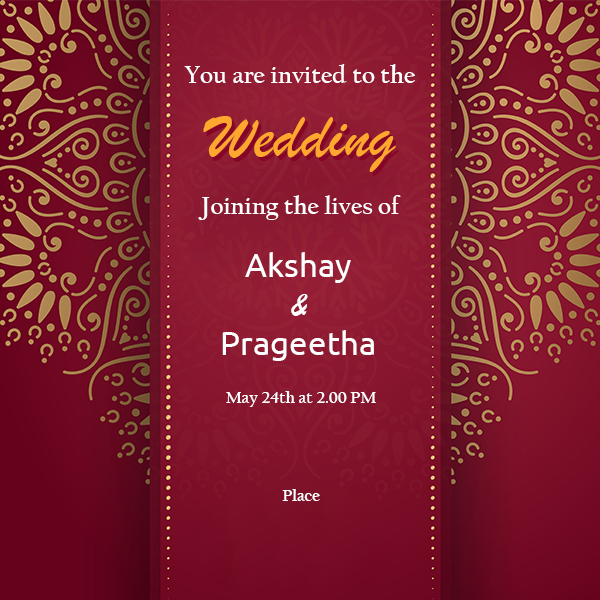 You are invited to the
Wedding
Joining the lives of
Akshay
&
Prageetha
May 24th at 2.00 PM
Place